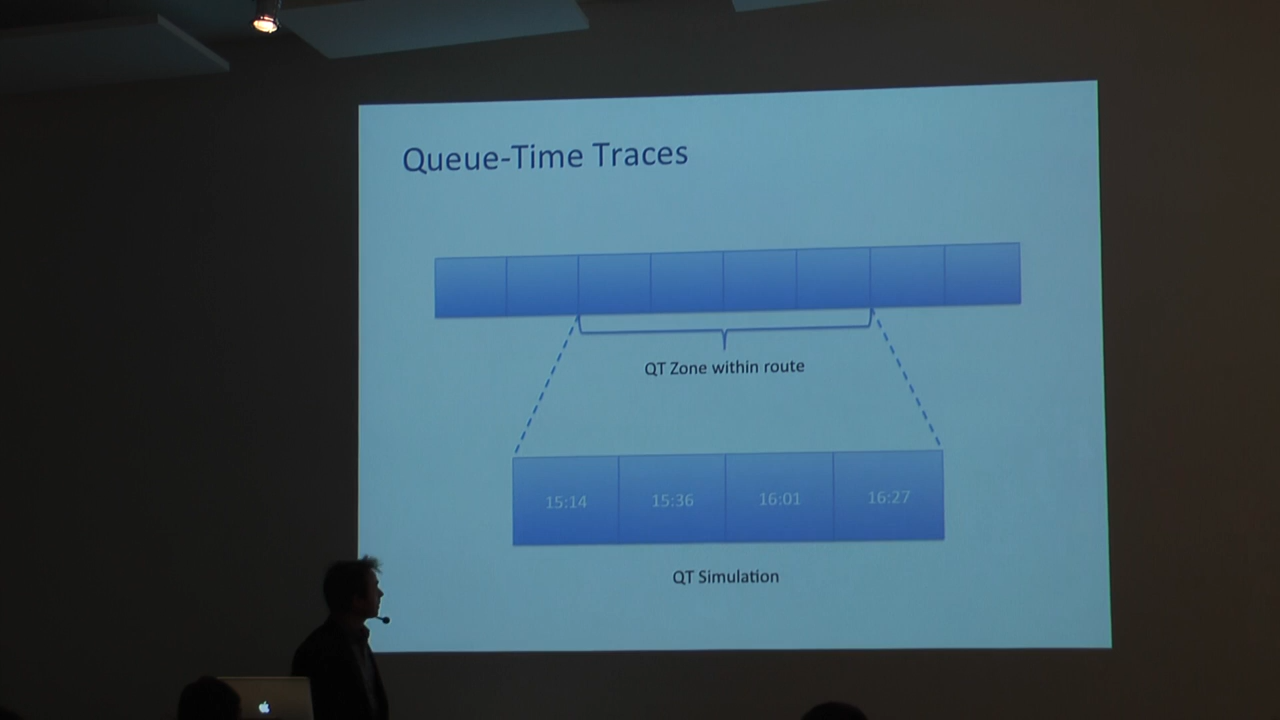 Queue-Time Traces
QT Zone within route
15:14 15:36 16:01 16:27
QT Simulation